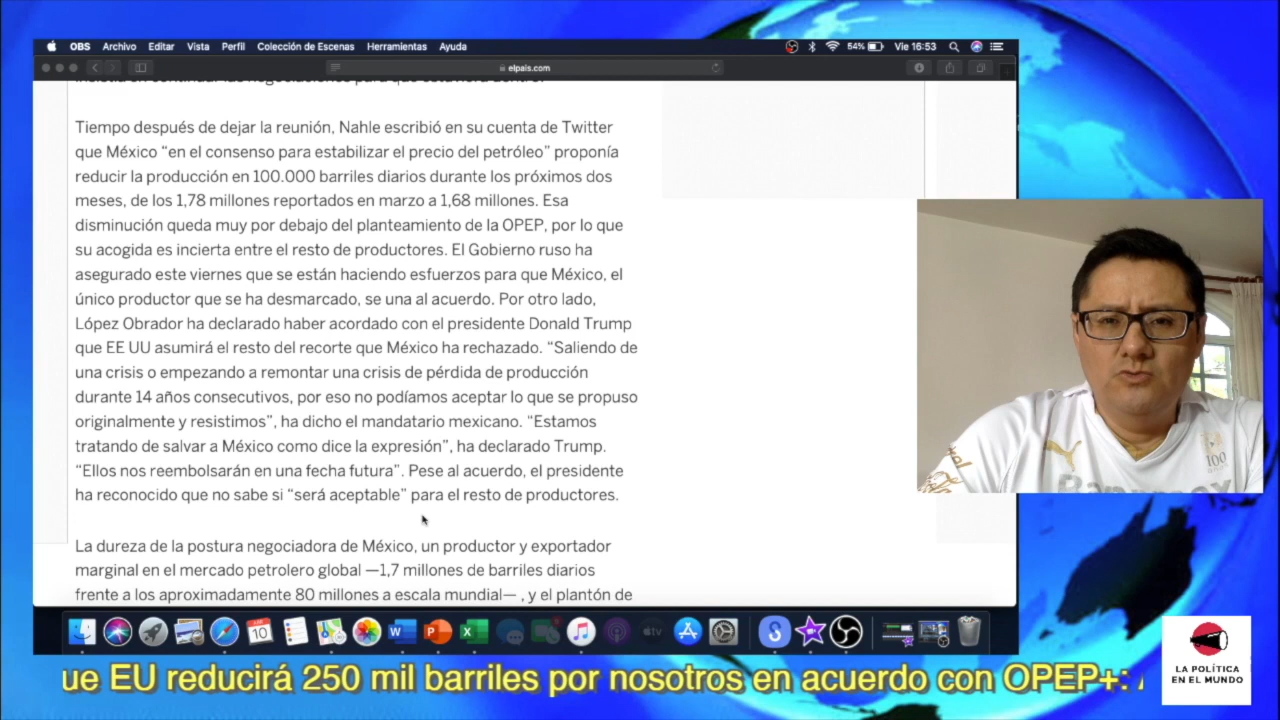 OBS Archivo Editar Vista Perfil Colección de Escenas Herramientas Ayuda 54% Vie 16:53
elpais.com
Tiempo después de dejar la reunión, Nahle escribió en su cuenta de Twitter
que México “en el consenso para estabilizar el precio del petróleo” proponía
reducir la producción en 100.000 barriles diarios durante los próximos dos
meses, de los 1,78 millones reportados en marzo a 1,68 millones. Esa
disminución queda muy por debajo del planteamiento de la OPEP, por lo que
su acogida es incierta entre el resto de productores. El Gobierno ruso ha
asegurado este viernes que se están haciendo esfuerzos para que México, el
único productor que se ha desmarcado, se una al acuerdo. Por otro lado,
López Obrador ha declarado haber acordado con el presidente Donald Trump
que EE UU asumirá el resto del recorte que México ha rechazado. “Saliendo de
una crisis o empezando a remontar una crisis de pérdida de producción
durante 14 años consecutivos, por eso no podíamos aceptar lo que se propuso
originalmente y resistimos”, ha dicho el mandatario mexicano. “Estamos
tratando de salvar a México como dice la expresión”, ha declarado Trump.
“Ellos nos reembolsarán en una fecha futura”. Pese al acuerdo, el presidente
ha reconocido que no sabe si “será aceptable” para el resto de productores.
La dureza de la postura negociadora de México, un productor y exportador
marginal en el mercado petrolero global —1,7 millones de barriles diarios
frente a los aproximadamente 80 millones a escala mundial— , y el plantón de
100
10
ue EU reducirá 250 mil barriles por nosotros en acuerdo con OPEP+:
LA POLÍTICA
EN EL MUNDO